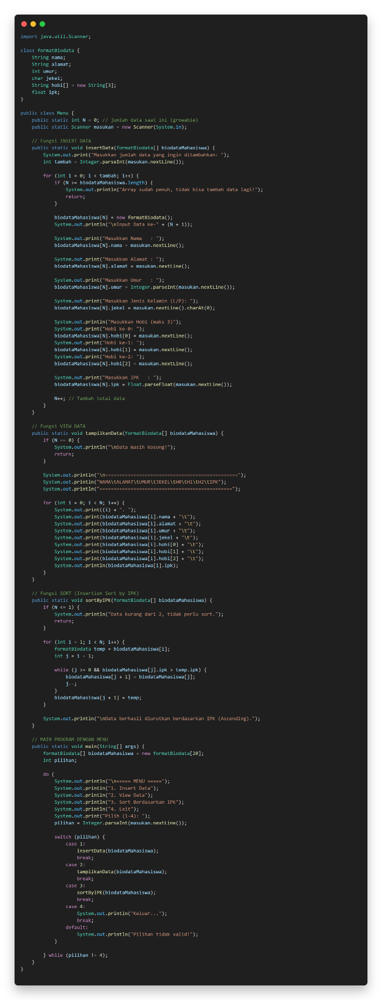 import java.util.Scanner;

class formatBiodata {
    String nama;
    String alamat;
    int umur;
    char jekel;
    String hobi[] = new String[3];
    float ipk;
}

public class Menu {
    public static int N = 0; // jumlah data saat ini (growable)
    public static Scanner masukan = new Scanner(System.in);

    // Fungsi INSERT DATA
    public static void insertData(formatBiodata[] biodataMahasiswa) {
        System.out.print("Masukkan jumlah data yang ingin ditambahkan: ");
        int tambah = Integer.parseInt(masukan.nextLine());

        for (int i = 0; i < tambah; i++) {
            if (N >= biodataMahasiswa.length) {
                System.out.println("Array sudah penuh, tidak bisa tambah data lagi!");
                return;
            }

            biodataMahasiswa[N] = new formatBiodata();
            System.out.println("\nInput Data ke-" + (N + 1));

            System.out.print("Masukkan Nama   : ");
            biodataMahasiswa[N].nama = masukan.nextLine();

            System.out.print("Masukkan Alamat : ");
            biodataMahasiswa[N].alamat = masukan.nextLine();

            System.out.print("Masukkan Umur   : ");
            biodataMahasiswa[N].umur = Integer.parseInt(masukan.nextLine());

            System.out.print("Masukkan Jenis Kelamin (L/P): ");
            biodataMahasiswa[N].jekel = masukan.nextLine().charAt(0);

            System.out.println("Masukkan Hobi (maks 3)");
            System.out.print("Hobi ke-0: ");
            biodataMahasiswa[N].hobi[0] = masukan.nextLine();
            System.out.print("Hobi ke-1: ");
            biodataMahasiswa[N].hobi[1] = masukan.nextLine();
            System.out.print("Hobi ke-2: ");
            biodataMahasiswa[N].hobi[2] = masukan.nextLine();

            System.out.print("Masukkan IPK   : ");
            biodataMahasiswa[N].ipk = Float.parseFloat(masukan.nextLine());

            N++; // Tambah total data
        }
    }

    // Fungsi VIEW DATA
    public static void tampilkanData(formatBiodata[] biodataMahasiswa) {
        if (N == 0) {
            System.out.println("\nData masih kosong!");
            return;
        }

        System.out.println("\n===============================================");
        System.out.println("NAMA\tALAMAT\tUMUR\tJEKEL\tH0\tH1\tH2\tIPK");
        System.out.println("===============================================");

        for (int i = 0; i < N; i++) {
            System.out.print((i) + ". ");
            System.out.print(biodataMahasiswa[i].nama + "\t");
            System.out.print(biodataMahasiswa[i].alamat + "\t");
            System.out.print(biodataMahasiswa[i].umur + "\t");
            System.out.print(biodataMahasiswa[i].jekel + "\t");
            System.out.print(biodataMahasiswa[i].hobi[0] + "\t");
            System.out.print(biodataMahasiswa[i].hobi[1] + "\t");
            System.out.print(biodataMahasiswa[i].hobi[2] + "\t");
            System.out.println(biodataMahasiswa[i].ipk);
        }
    }

    // Fungsi SORT (Insertion Sort by IPK)
    public static void sortByIPK(formatBiodata[] biodataMahasiswa) {
        if (N <= 1) {
            System.out.println("Data kurang dari 2, tidak perlu sort.");
            return;
        }

        for (int i = 1; i < N; i++) {
            formatBiodata temp = biodataMahasiswa[i];
            int j = i - 1;

            while (j >= 0 && biodataMahasiswa[j].ipk > temp.ipk) {
                biodataMahasiswa[j + 1] = biodataMahasiswa[j];
                j--;
            }
            biodataMahasiswa[j + 1] = temp;
        }

        System.out.println("\nData berhasil diurutkan berdasarkan IPK (Ascending).");
    }

    // MAIN PROGRAM DENGAN MENU
    public static void main(String[] args) {
        formatBiodata[] biodataMahasiswa = new formatBiodata[20];
        int pilihan;

        do {
            System.out.println("\n===== MENU =====");
            System.out.println("1. Insert Data");
            System.out.println("2. View Data");
            System.out.println("3. Sort Berdasarkan IPK");
            System.out.println("4. Exit");
            System.out.print("Pilih (1-4): ");
            pilihan = Integer.parseInt(masukan.nextLine());

            switch (pilihan) {
                case 1:
                    insertData(biodataMahasiswa);
                    break;
                case 2:
                    tampilkanData(biodataMahasiswa);
                    break;
                case 3:
                    sortByIPK(biodataMahasiswa);
                    break;
                case 4:
                    System.out.println("Keluar...");
                    break;
                default:
                    System.out.println("Pilihan tidak valid!");
            }

        } while (pilihan != 4);
    }
}